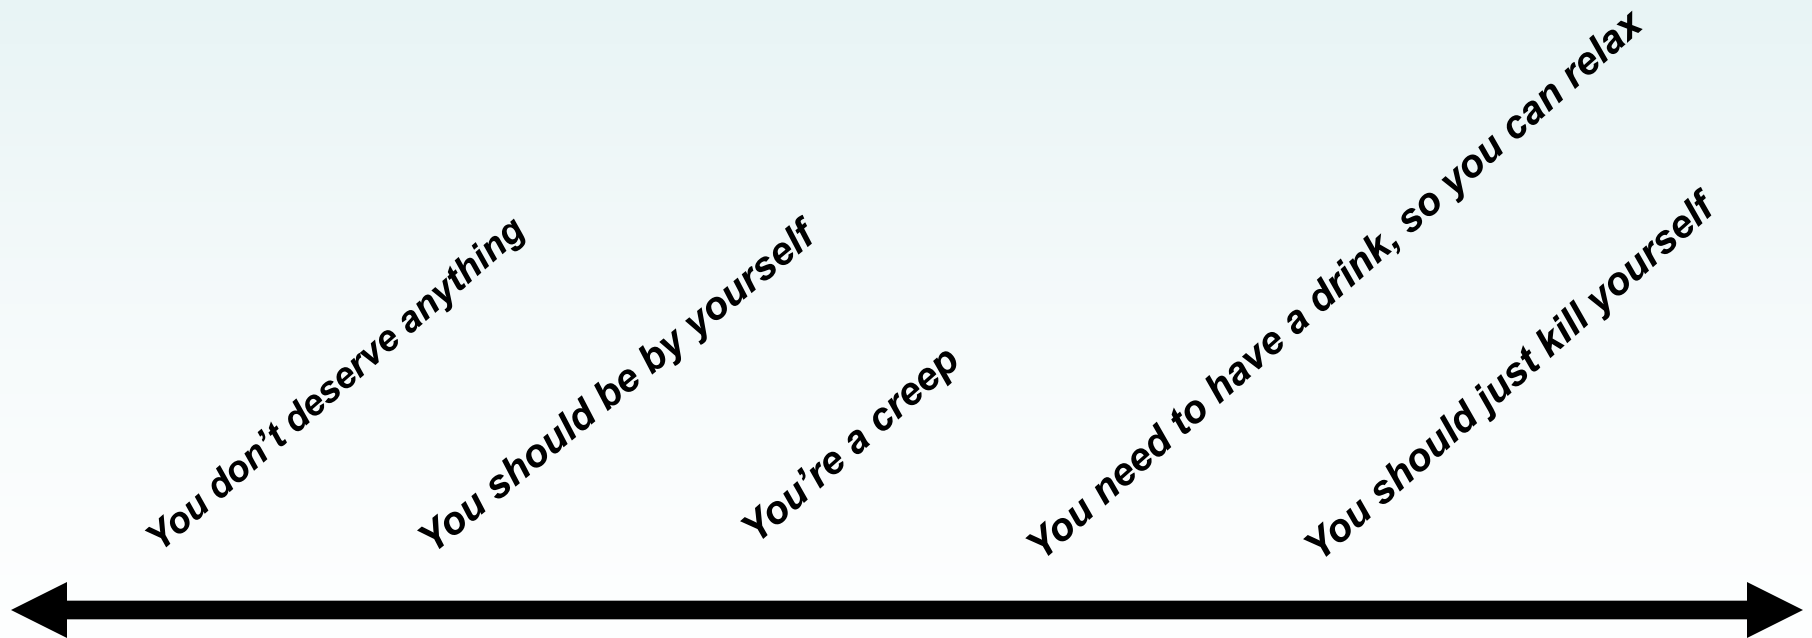 You don’t deserve anything
You should be by yourself
You’re a creep
You need to have a drink, so you can relax
You should just kill yourself